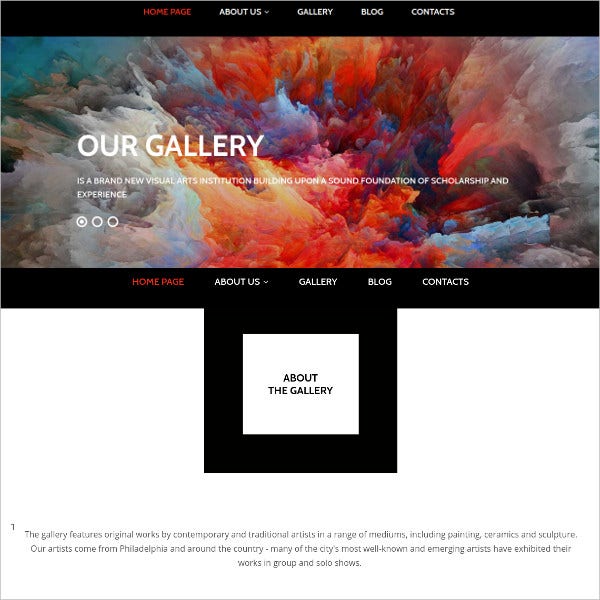 HOME PAGE ABOUT US GALLERY BLOG CONTACTS
OUR GALLERY
IS A BRAND NEW VISUAL ARTS INSTITUTION BUILDING UPON A SOUND FOUNDATION OF SCHOLARSHIP AND
EXPERIENCE
HOME PAGE ABOUT US GALLERY BLOG CONTACTS
ABOUT
THE GALLERY
The gallery features original works by contemporary and traditional artists in a range of mediums, including painting, ceramics and sculpture.
Our artists come from Philadelphia and around the country - many of the city's most well-known and emerging artists have exhibited their
works in group and solo shows.